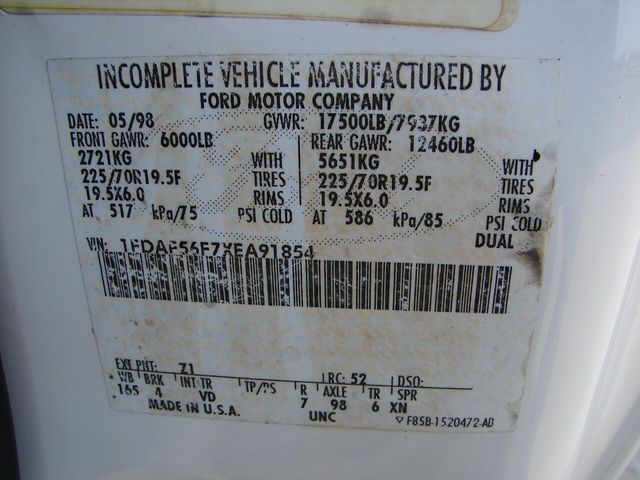 INCOMPLETE VEHICLE MANUFACTURED BY
FORD MOTOR COMPANY
DATE: 05/98 GVWR: 17500LB/7937KG
FRONT GAWR: 6000LB REAR GAWR: 12460LB
2721KG WITH 5651KG WITH
225/70R19.5F TIRES 225/70R19.5F TIRES
19.5X6.0 RIMS 19.5X6.0 RIMS
AT 517 kPa/75 PSI COLD AT 586 kPa/85 PSI COLD
DUAL
VIN: 1FDAF56F7XEA91854
EXT PNT: Z1 RC: 52 DSO:
WB BRK INT TR TP/PS R AXLE TR SPR
165 4 VD 7 98 6 XN
MADE IN U.S.A. UNC F85B-1520472-AB